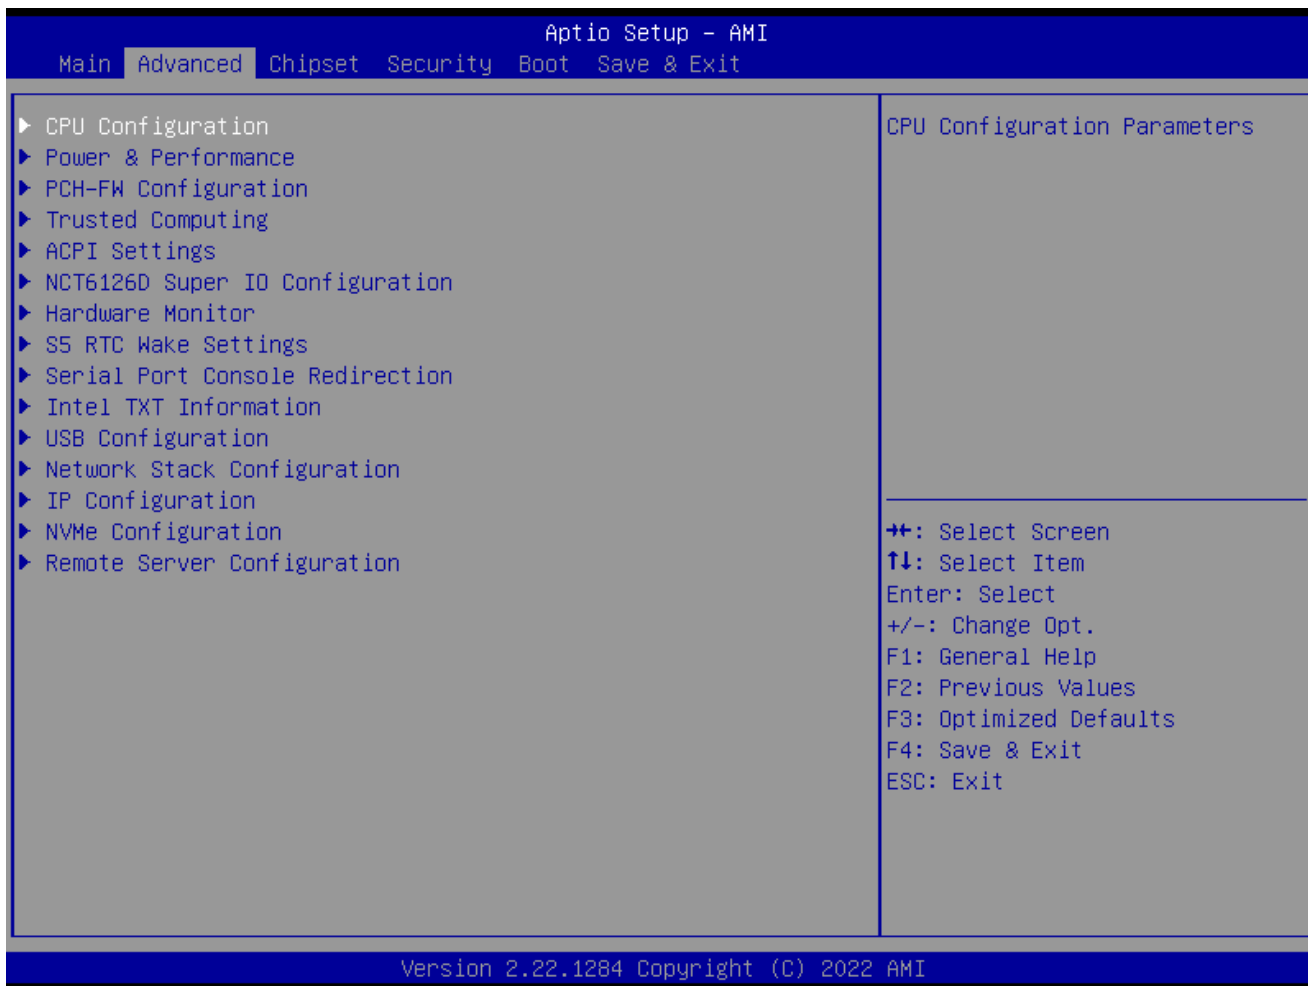 Aptio Setup – AMI
Main Advanced Chipset Security Boot Save & Exit
CPU Configuration
Power & Performance
PCH-FW Configuration
Trusted Computing
ACPI Settings
NCT6126D Super IO Configuration
Hardware Monitor
S5 RTC Wake Settings
Serial Port Console Redirection
Intel TXT Information
USB Configuration
Network Stack Configuration
IP Configuration
NVMe Configuration
Remote Server Configuration
CPU Configuration Parameters
→←: Select Screen
↑↓: Select Item
Enter: Select
+/-: Change Opt.
F1: General Help
F2: Previous Values
F3: Optimized Defaults
F4: Save & Exit
ESC: Exit
Version 2.22.1284 Copyright (C) 2022 AMI